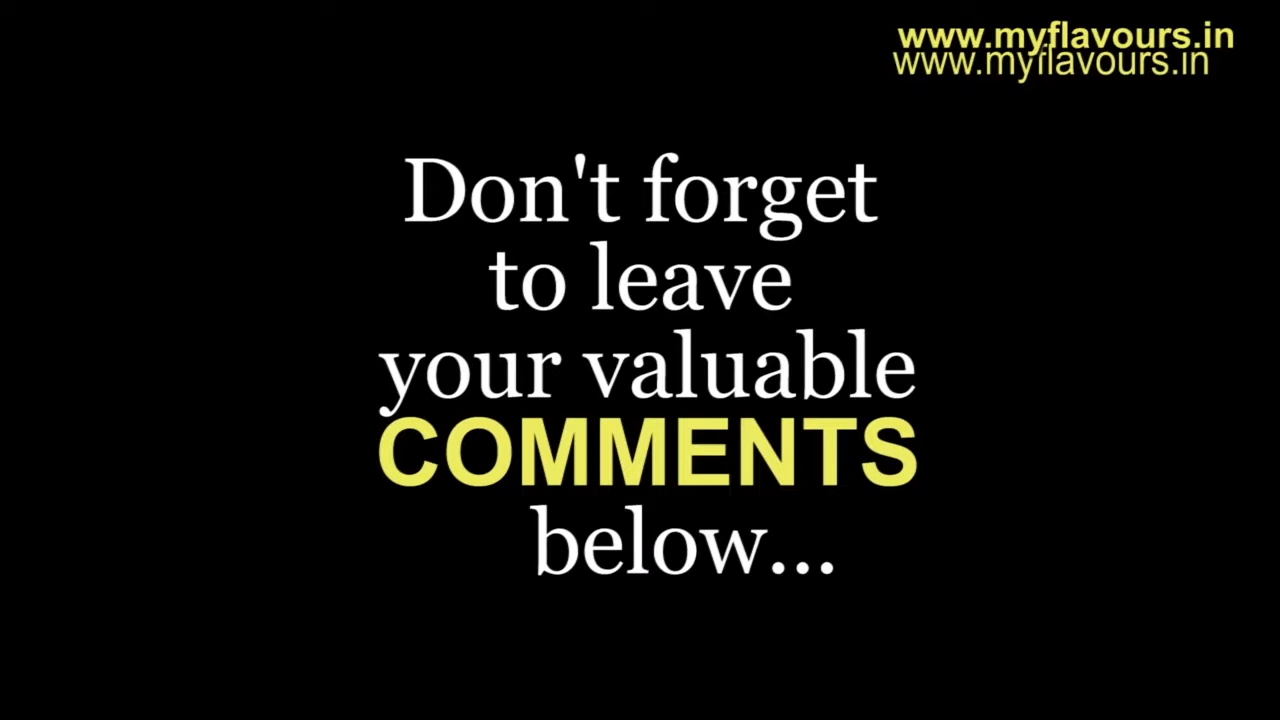 www.myflavours.in
www.myflavours.in
Don't forget
to leave
your valuable
COMMENTS
below...